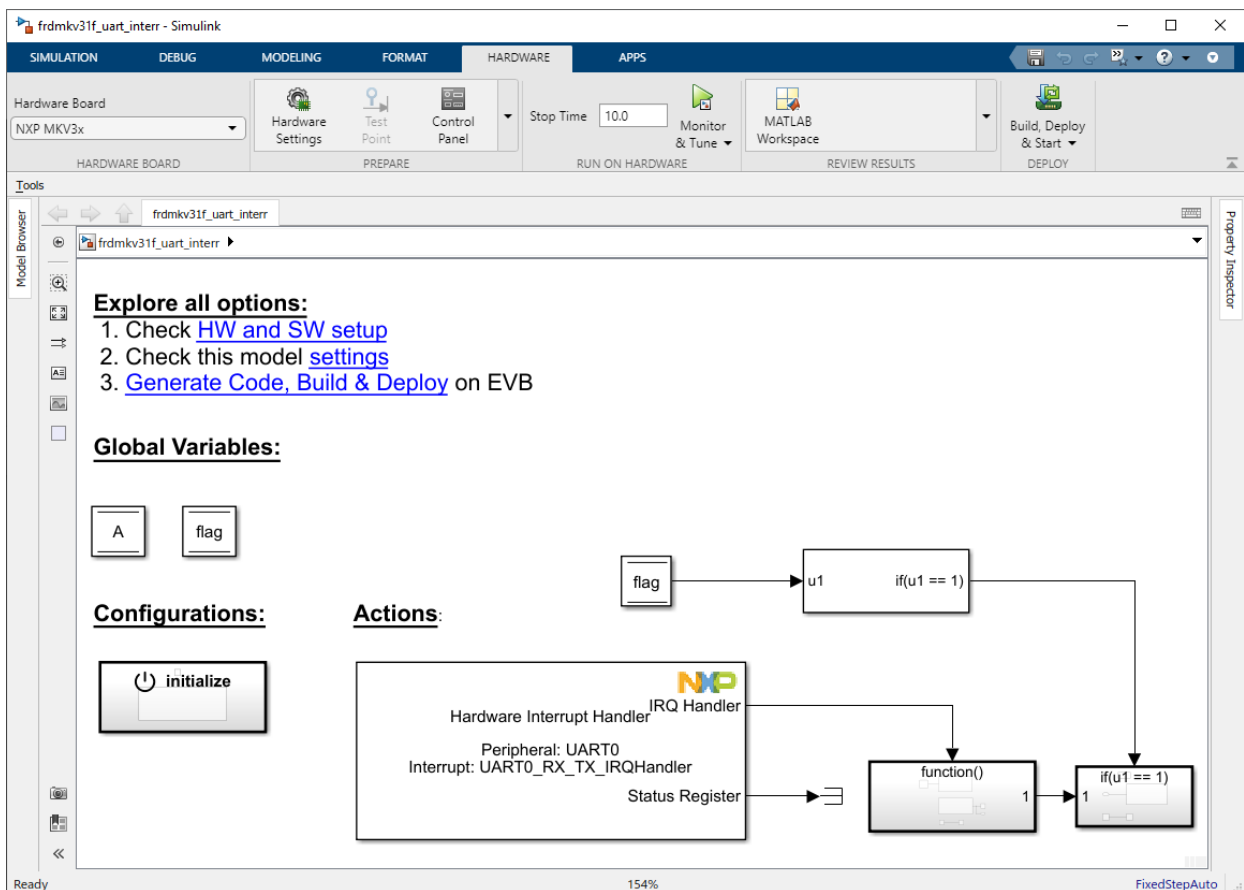 frdmkv31f_uart_interr - Simulink
SIMULATION DEBUG MODELING FORMAT HARDWARE APPS
Hardware Board
NXP MKV3x
HARDWARE BOARD
Hardware Settings
Test Point
Control Panel
PREPARE
Stop Time 10.0
Monitor & Tune
RUN ON HARDWARE
MATLAB Workspace
REVIEW RESULTS
Build, Deploy & Start
DEPLOY
Tools
Model Browser
frdmkv31f_uart_interr
frdmkv31f_uart_interr
Property Inspector
Explore all options:
1. Check HW and SW setup
2. Check this model settings
3. Generate Code, Build & Deploy on EVB
Global Variables:
A flag
flag u1 if(u1 == 1)
Configurations: Actions:
initialize
NXP
IRQ Handler
Hardware Interrupt Handler
Peripheral: UART0
Interrupt: UART0_RX_TX_IRQHandler
Status Register
function()
1
if(u1 == 1)
1
Ready 154% FixedStepAuto